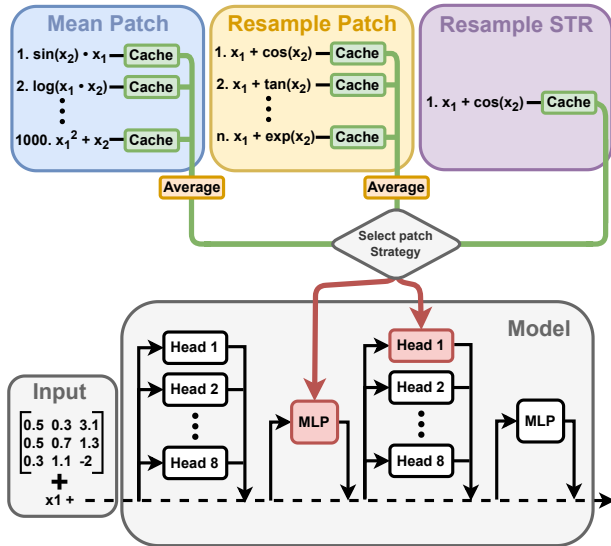 Mean Patch
1. sin(x₂) • x₁ Cache
2. log(x₁ • x₂) Cache
1000. x₁² + x₂ Cache
Average
Resample Patch
1. x₁ + cos(x₂) Cache
2. x₁ + tan(x₂) Cache
n. x₁ + exp(x₂) Cache
Average
Resample STR
1. x₁ + cos(x₂) Cache
Select patch
Strategy
Model
Head 1
Head 2
Head 8
MLP
Head 1
Head 2
Head 8
MLP
Input
0.5 0.3 3.1
0.5 0.7 1.3
0.3 1.1 -2
+
x1 +